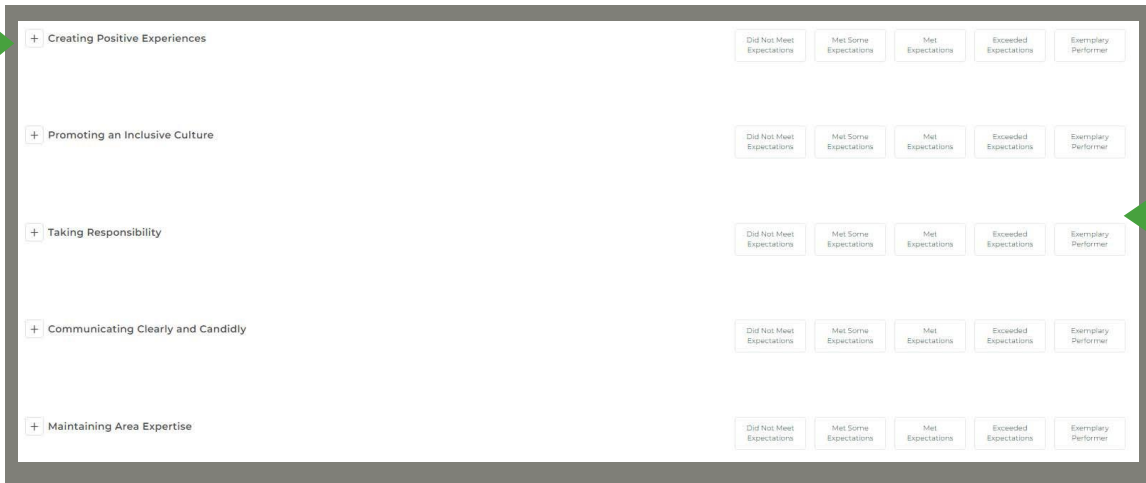 + Creating Positive Experiences
Did Not Meet Met Some Met Exceeded Exemplary
Expectations Expectations Expectations Expectations Performer
+ Promoting an Inclusive Culture
Did Not Meet Met Some Met Exceeded Exemplary
Expectations Expectations Expectations Expectations Performer
+ Taking Responsibility
Did Not Meet Met Some Met Exceeded Exemplary
Expectations Expectations Expectations Expectations Performer
+ Communicating Clearly and Candidly
Did Not Meet Met Some Met Exceeded Exemplary
Expectations Expectations Expectations Expectations Performer
+ Maintaining Area Expertise
Did Not Meet Met Some Met Exceeded Exemplary
Expectations Expectations Expectations Expectations Performer